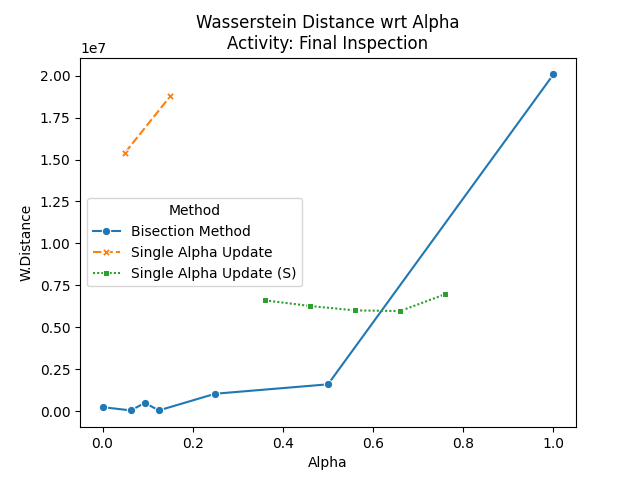 Wasserstein Distance wrt Alpha
Activity: Final Inspection
1e7
2.00
1.75
1.50
1.25
1.00
0.75
0.50
0.25
0.00
W.Distance
Method
Bisection Method
Single Alpha Update
Single Alpha Update (S)
0.0 0.2 0.4 0.6 0.8 1.0
Alpha